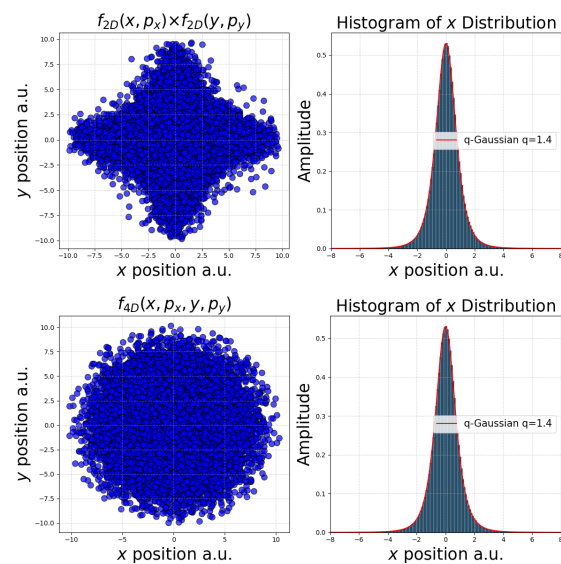 f2D(x, px)×f2D(y, py)
10.0
7.5
5.0
2.5
0.0
-2.5
-5.0
-7.5
-10.0
y position a.u.
-10.0 -7.5 -5.0 -2.5 0.0 2.5 5.0 7.5 10.0
x position a.u.
Histogram of x Distribution
0.5
0.4
0.3
0.2
0.1
0.0
Amplitude
q-Gaussian q=1.4
-8 -6 -4 -2 0 2 4 6 8
x position a.u.
f4D(x, px, y, py)
10.0
7.5
5.0
2.5
0.0
-2.5
-5.0
-7.5
-10.0
y position a.u.
-10 -5 0 5 10
x position a.u.
Histogram of x Distribution
0.5
0.4
0.3
0.2
0.1
0.0
Amplitude
q-Gaussian q=1.4
-8 -6 -4 -2 0 2 4 6 8
x position a.u.